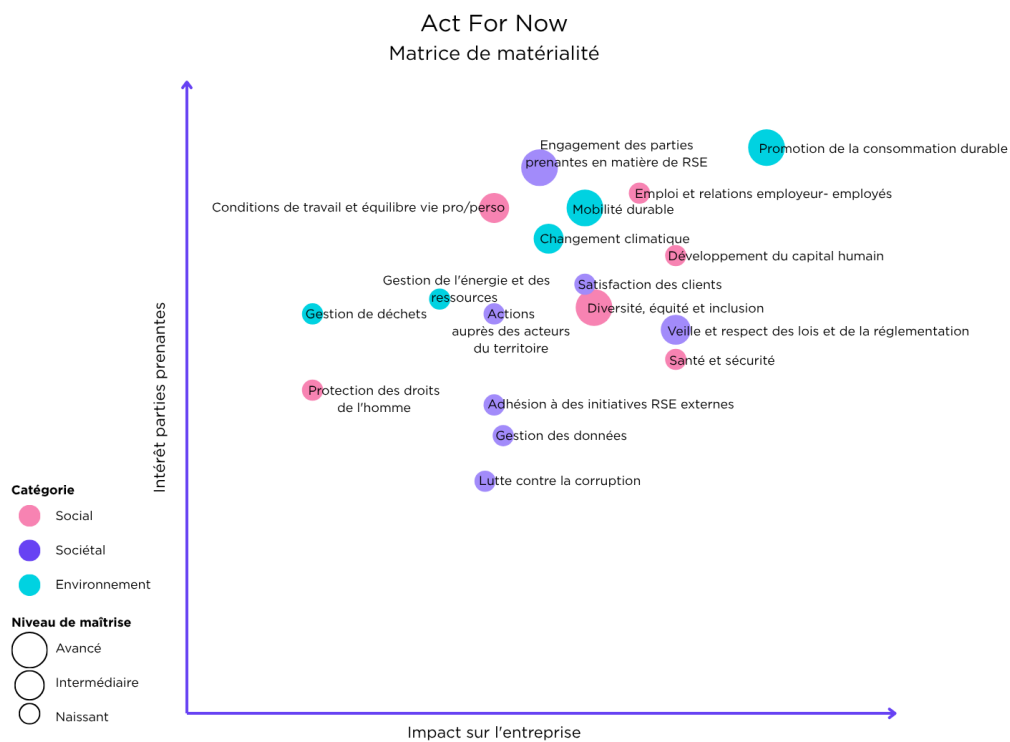 Act For Now
Matrice de matérialité
Engagement des parties
prenantes en matière de RSE
Promotion de la consommation durable
Emploi et relations employeur- employés
Conditions de travail et équilibre vie pro/perso
Mobilité durable
Changement climatique
Développement du capital humain
Gestion de l'énergie et des
ressources
Satisfaction des clients
Diversité, équité et inclusion
Gestion de déchets
Actions
auprès des acteurs
du territoire
Veille et respect des lois et de la réglementation
Santé et sécurité
Protection des droits
de l'homme
Adhésion à des initiatives RSE externes
Gestion des données
Lutte contre la corruption
Intérêt parties prenantes
Impact sur l'entreprise
Catégorie
Social
Sociétal
Environnement
Niveau de maîtrise
Avancé
Intermédiaire
Naissant